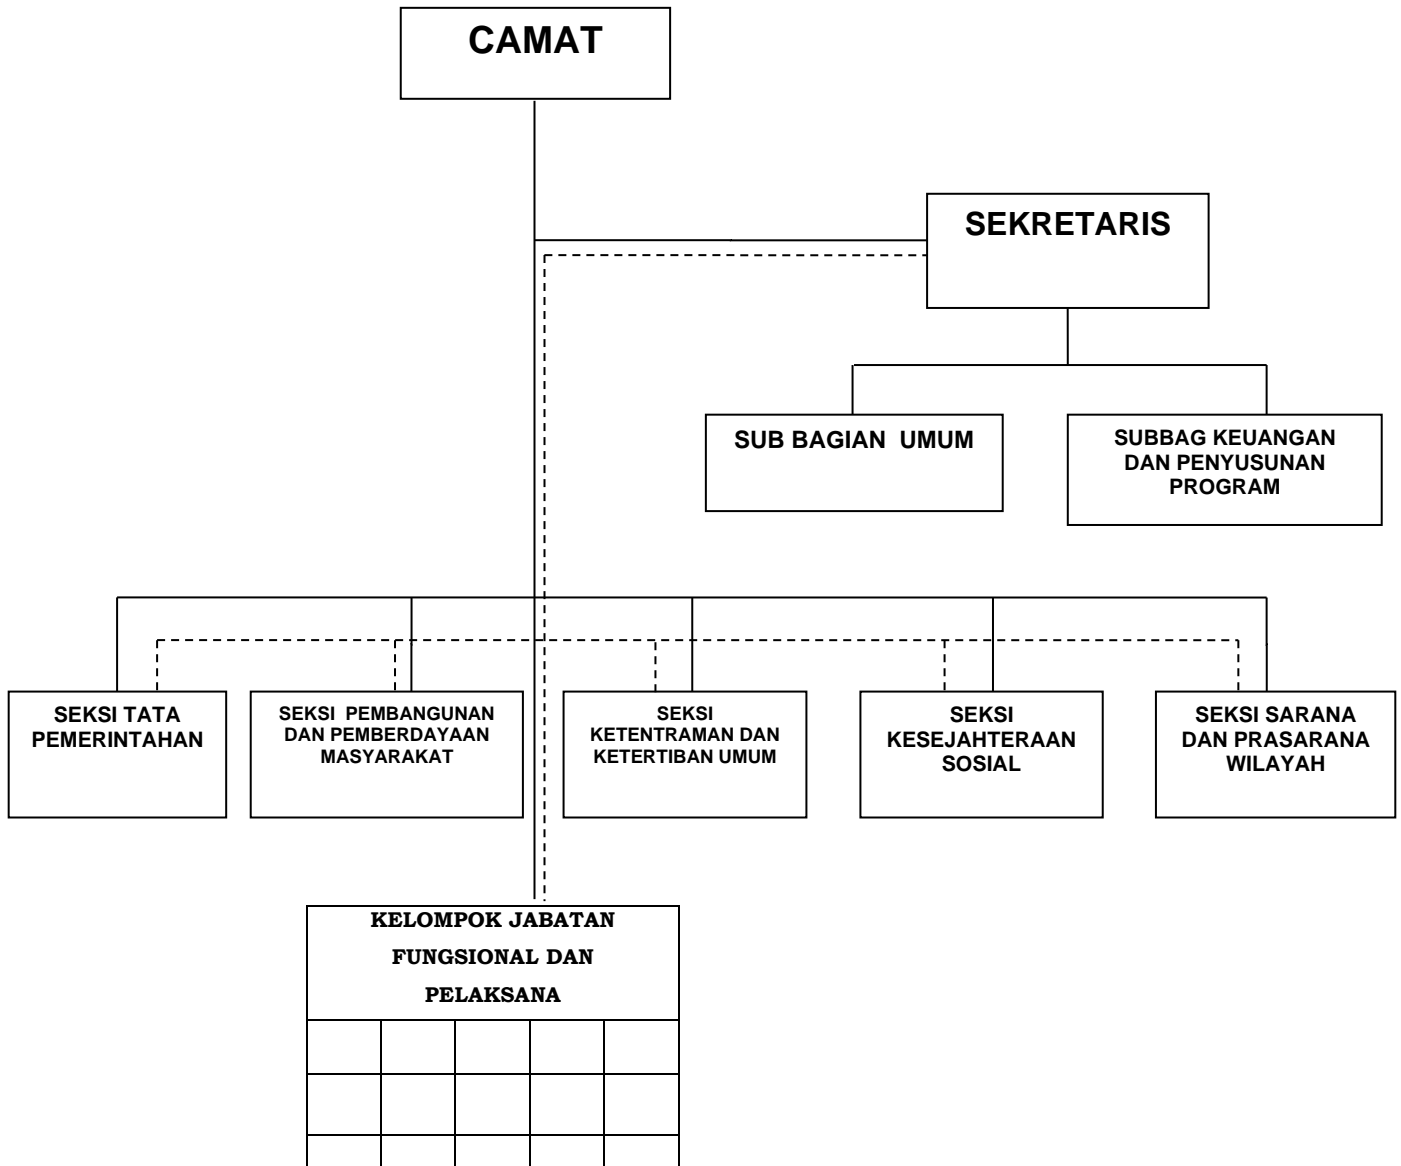 CAMAT
SEKRETARIS
SUB BAGIAN  UMUM
SUBBAG KEUANGAN
DAN PENYUSUNAN
PROGRAM
SEKSI TATA
PEMERINTAHAN
SEKSI  PEMBANGUNAN
DAN PEMBERDAYAAN
MASYARAKAT
SEKSI
KETENTRAMAN DAN
KETERTIBAN UMUM
SEKSI
KESEJAHTERAAN
SOSIAL
SEKSI SARANA
DAN PRASARANA
WILAYAH
KELOMPOK JABATAN
FUNGSIONAL DAN
PELAKSANA